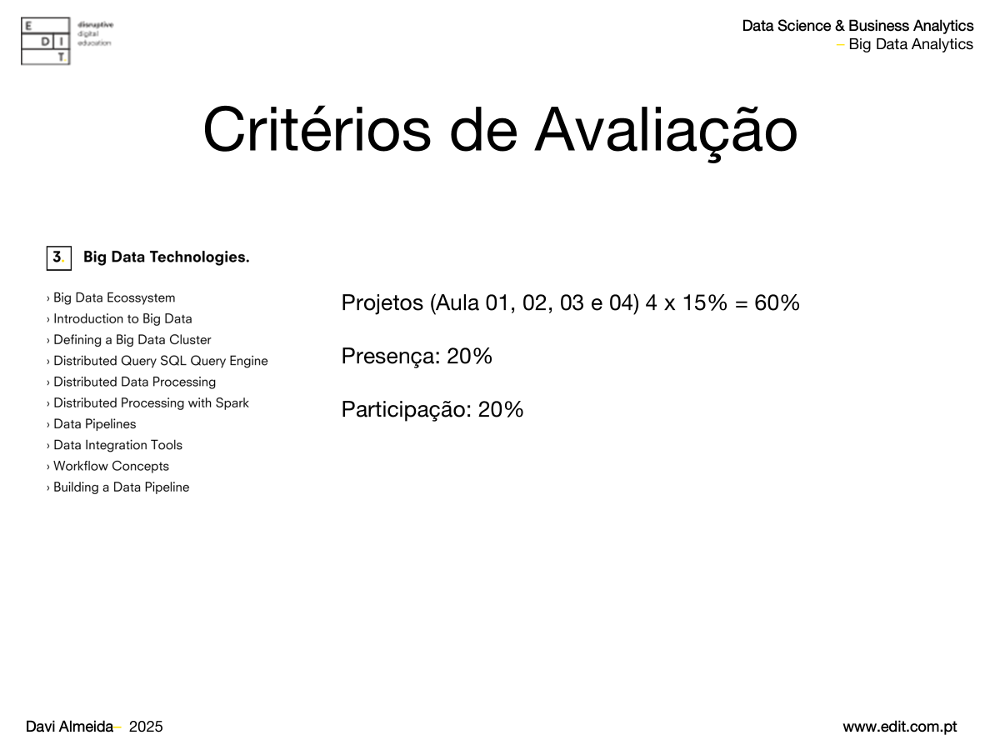 E
D I
T.
disruptive
digital
education
Data Science & Business Analytics
– Big Data Analytics
Critérios de Avaliação
3. Big Data Technologies.
› Big Data Ecossystem
› Introduction to Big Data
› Defining a Big Data Cluster
› Distributed Query SQL Query Engine
› Distributed Data Processing
› Distributed Processing with Spark
› Data Pipelines
› Data Integration Tools
› Workflow Concepts
› Building a Data Pipeline
Projetos (Aula 01, 02, 03 e 04) 4 x 15% = 60%
Presença: 20%
Participação: 20%
Davi Almeida– 2025
www.edit.com.pt